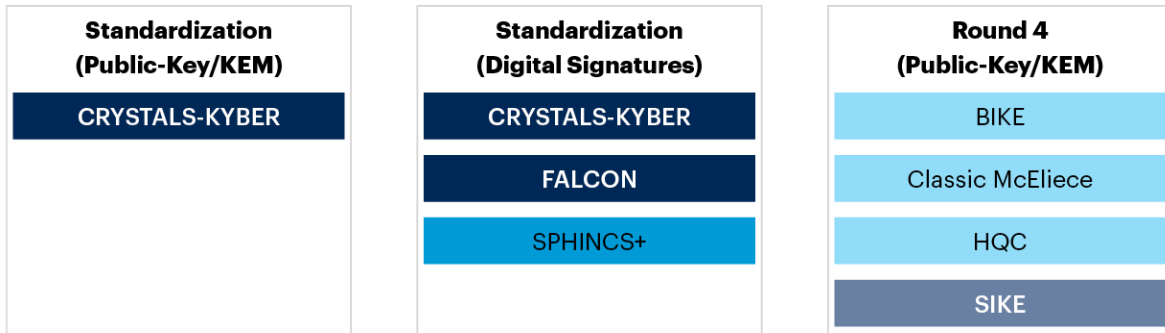 Standardization
(Public-Key/KEM)
CRYSTALS-KYBER
Standardization
(Digital Signatures)
CRYSTALS-KYBER
FALCON
SPHINCS+
Round 4
(Public-Key/KEM)
BIKE
Classic McEliece
HQC
SIKE